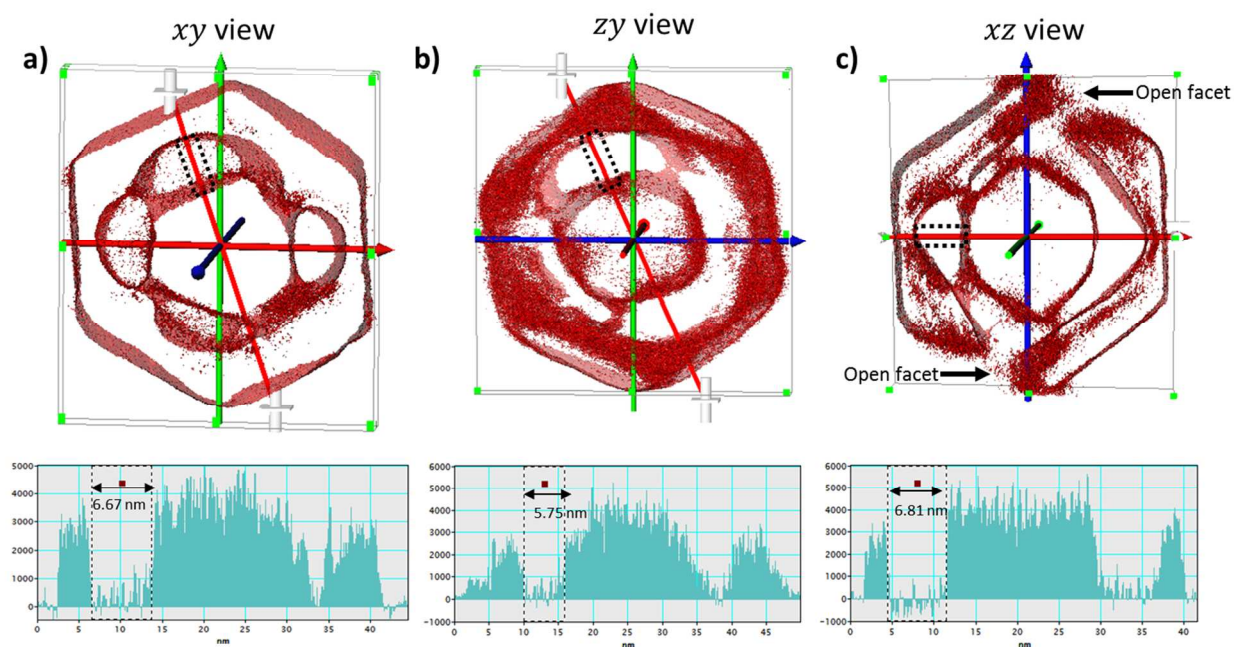 xy view
zy view
xz view
a)
b)
c)
Open facet
Open facet
5000
4000
3000
2000
1000
0
6.67 nm
0 5 10 15 20 25 30 35 40
nm
6000
5000
4000
3000
2000
1000
0
-1000
5.75 nm
0 5 10 15 20 25 30 35 40 45
nm
6000
5000
4000
3000
2000
1000
0
-1000
6.81 nm
0 5 10 15 20 25 30 35 40
nm